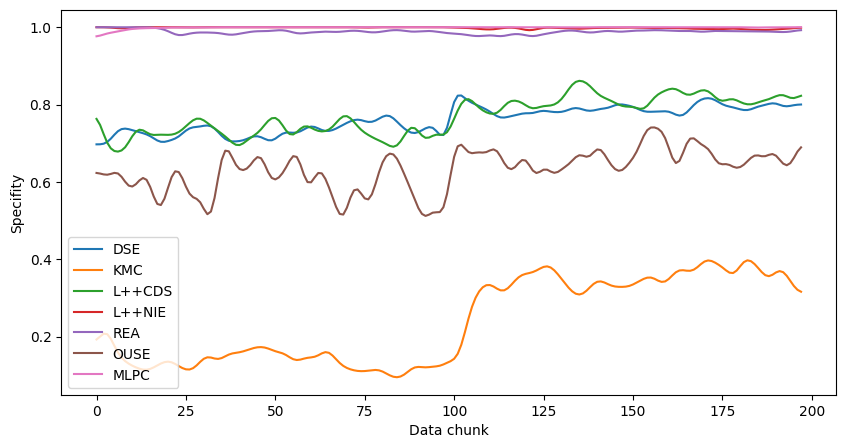 1.0
0.8
0.6
0.4
0.2
Specifity
DSE
KMC
L++CDS
L++NIE
REA
OUSE
MLPC
0 25 50 75 100 125 150 175 200
Data chunk